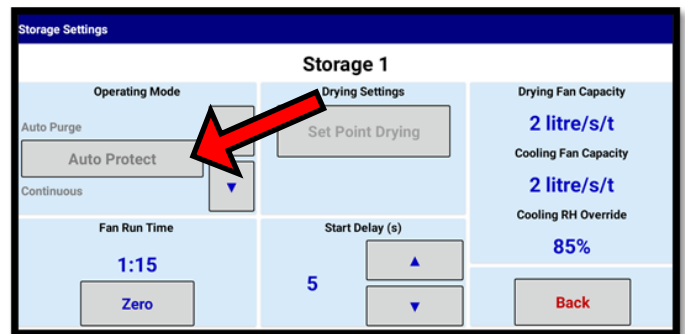 Storage Settings
Storage 1
Operating Mode
Auto Purge
Auto Protect
Continuous
Drying Settings
Set Point Drying
Drying Fan Capacity
2 litre/s/t
Cooling Fan Capacity
2 litre/s/t
Cooling RH Override
85%
Fan Run Time
1:15
Zero
Start Delay (s)
5
Back